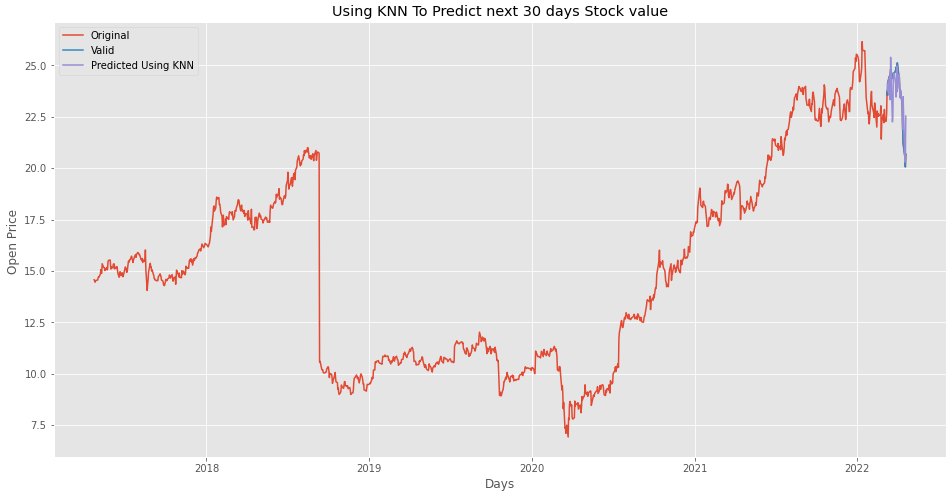 Using KNN To Predict next 30 days Stock value
Original
Valid
Predicted Using KNN
Open Price
25.0
22.5
20.0
17.5
15.0
12.5
10.0
7.5
2018
2019
2020
2021
2022
Days